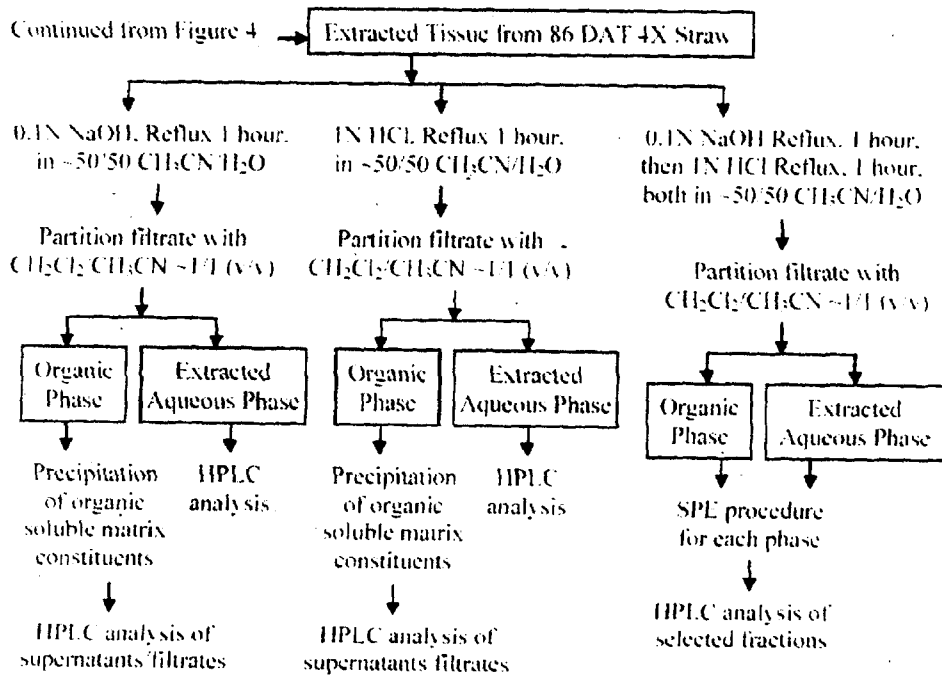 Continued from Figure 4
Extracted Tissue from 86 DAT 4X Straw
0.1N NaOH, Reflux 1 hour,
in ~50/50 CH₃CN/H₂O
1N HCl, Reflux 1 hour,
in ~50/50 CH₃CN/H₂O
0.1N NaOH Reflux, 1 hour,
then 1N HCl Reflux, 1 hour,
both in ~50/50 CH₃CN/H₂O
Partition filtrate with
CH₂Cl₂/CH₃CN ~1/1 (v/v)
Partition filtrate with
CH₂Cl₂/CH₃CN ~1/1 (v/v)
Partition filtrate with
CH₂Cl₂/CH₃CN ~1/1 (v/v)
Organic
Phase
Extracted
Aqueous Phase
Organic
Phase
Extracted
Aqueous Phase
Organic
Phase
Extracted
Aqueous Phase
Precipitation
of organic
soluble matrix
constituents
HPLC
analysis
Precipitation
of organic
soluble matrix
constituents
HPLC
analysis
SPE procedure
for each phase
HPLC analysis of
supernatants/filtrates
HPLC analysis of
supernatants/filtrates
HPLC analysis of
selected fractions